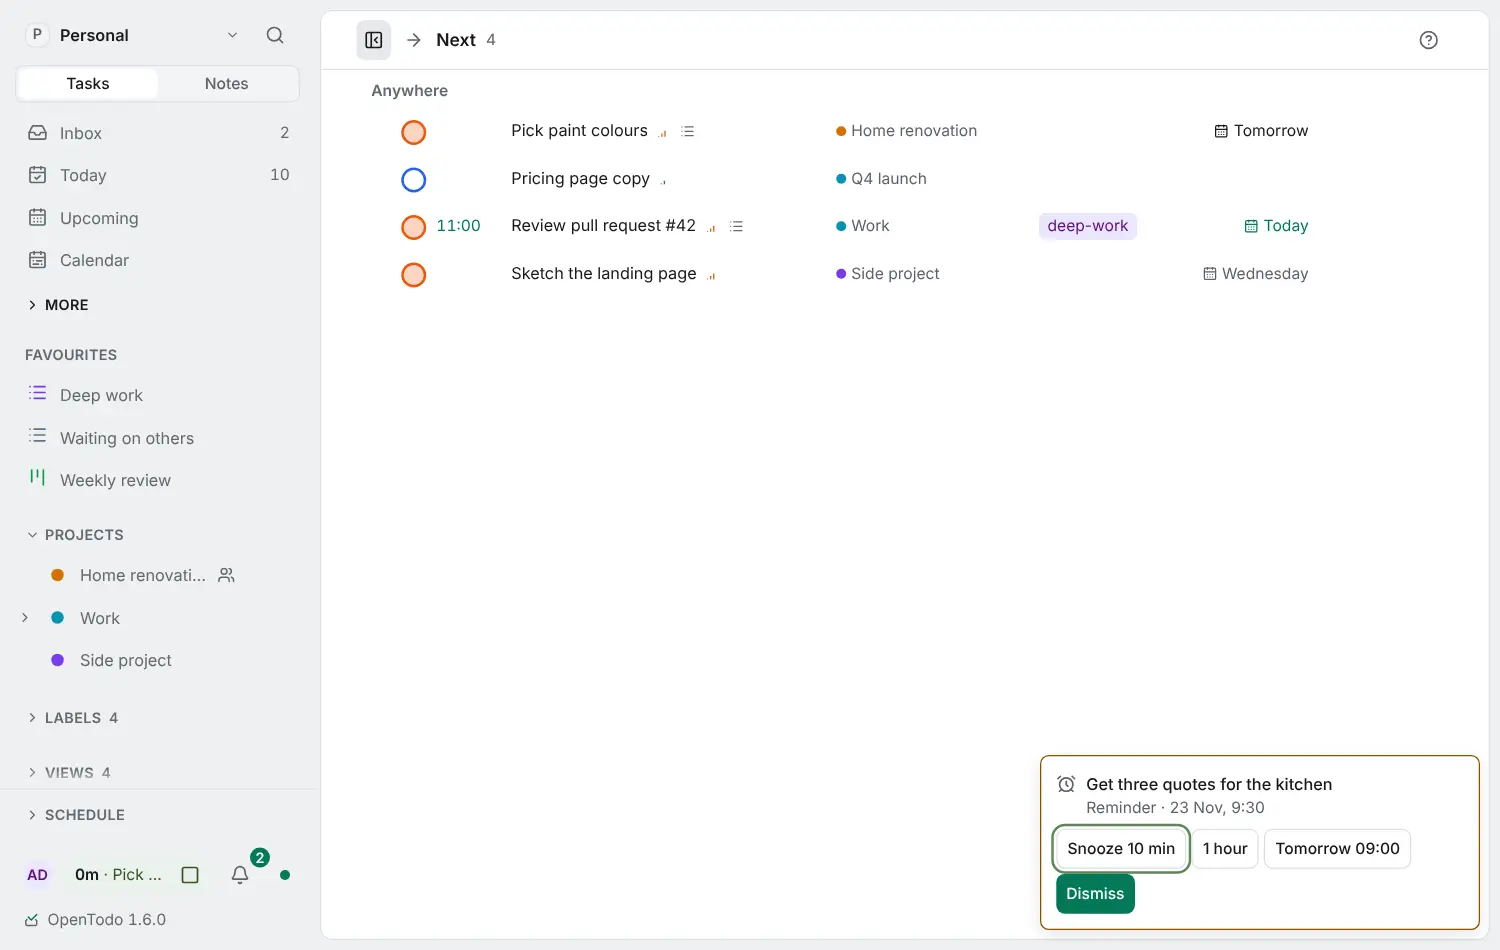 P Personal
Tasks Notes
Inbox 2
Today 10
Upcoming
Calendar
MORE
FAVOURITES
Deep work
Waiting on others
Weekly review
PROJECTS
Home renovati...
Work
Side project
LABELS 4
VIEWS 4
SCHEDULE
AD 0m · Pick ... 2
OpenTodo 1.6.0
Next 4
Anywhere
Pick paint colours Home renovation Tomorrow
Pricing page copy Q4 launch
11:00 Review pull request #42 Work deep-work Today
Sketch the landing page Side project Wednesday
Get three quotes for the kitchen
Reminder · 23 Nov, 9:30
Snooze 10 min 1 hour Tomorrow 09:00
Dismiss